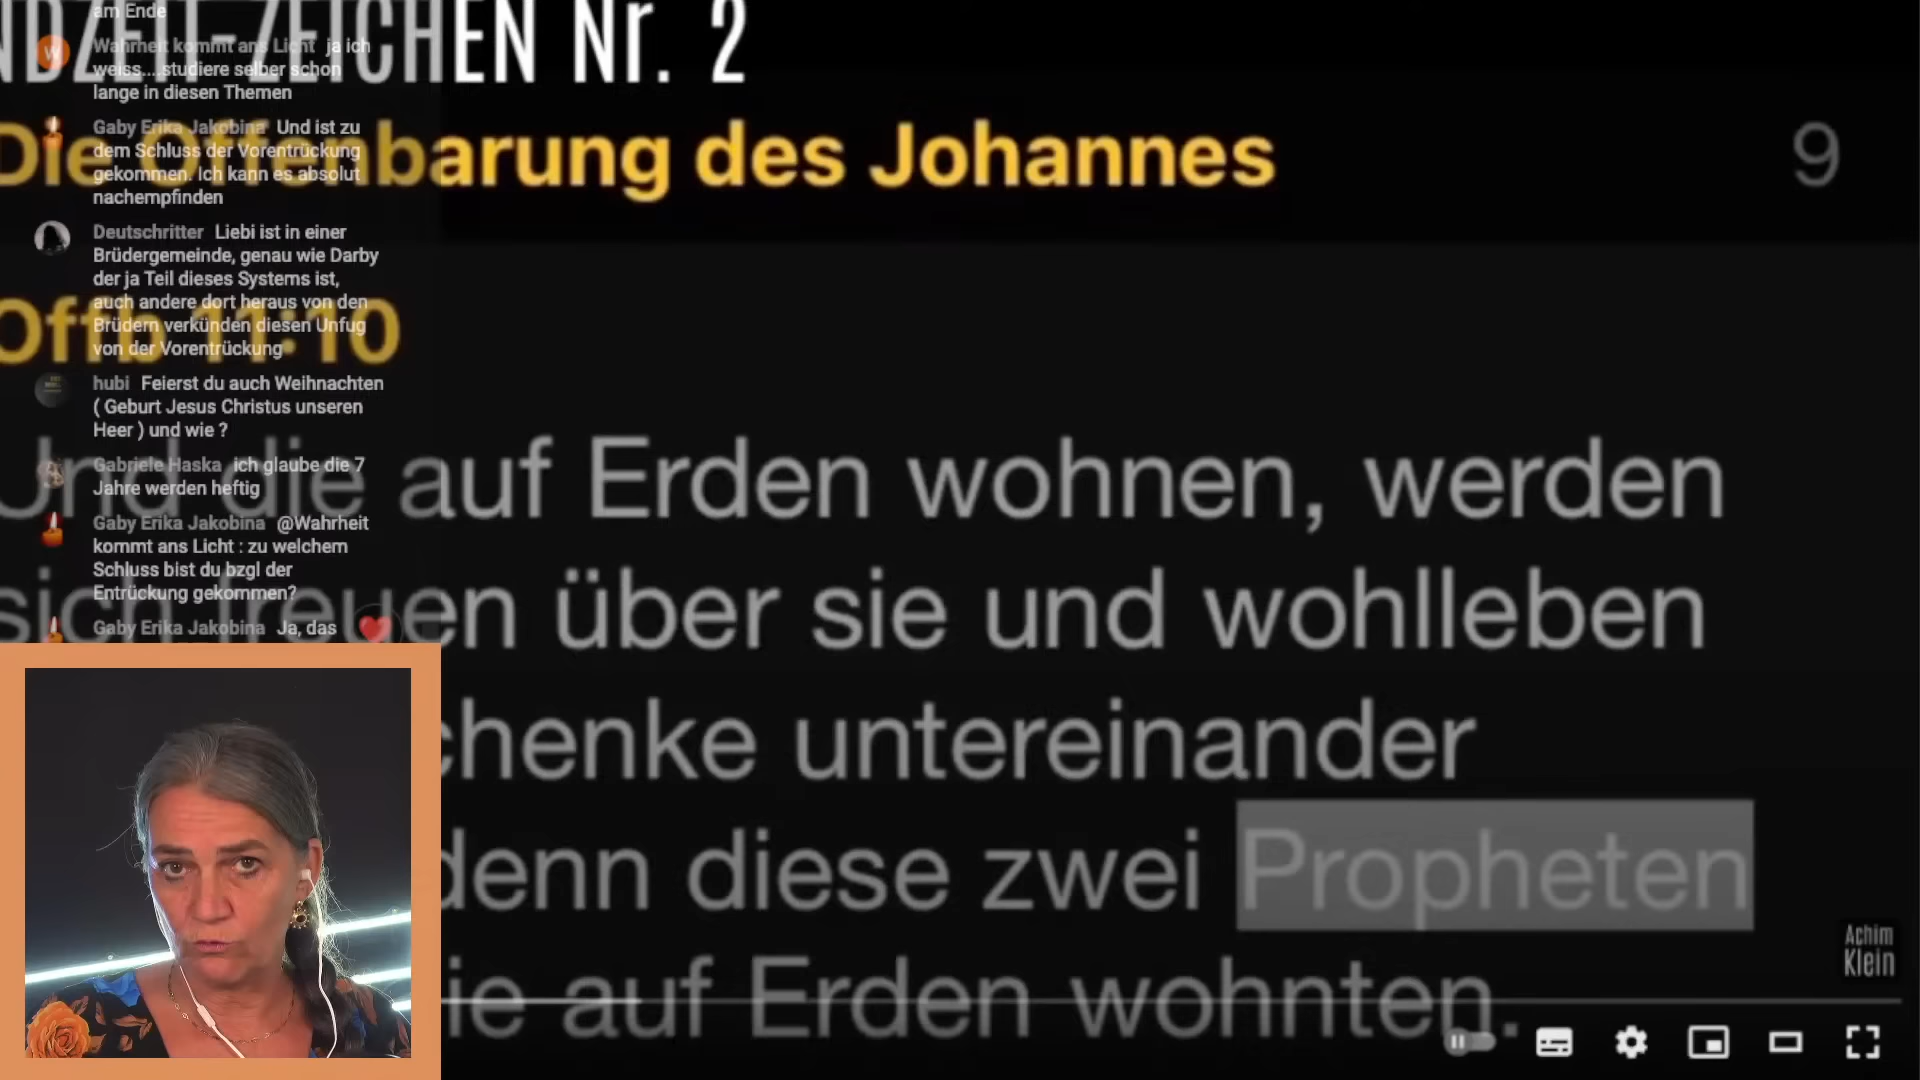 am Ende
Wahrheit kommt ans Licht ja ich
weiss....studiere selber schon
lange in diesen Themen
Gaby Erika Jakobina Und ist zu
dem Schluss der Vorentrückung
gekommen. Ich kann es absolut
nachempfinden
Deutschritter Liebi ist in einer
Brüdergemeinde, genau wie Darby
der ja Teil dieses Systems ist,
auch andere dort heraus von den
Brüdern verkünden diesen Unfug
von der Vorentrückung
hubi Feierst du auch Weihnachten
( Geburt Jesus Christus unseren
Heer ) und wie ?
Gabriele Haska ich glaube die 7
Jahre werden heftig
Gaby Erika Jakobina @Wahrheit
kommt ans Licht : zu welchem
Schluss bist du bzgl der
Entrückung gekommen?
Gaby Erika Jakobina Ja, das
NDZEIT-ZEICHEN Nr. 2
Die Offenbarung des Johannes
9
Offb 11:10
Und die auf Erden wohnen, werden
sich freuen über sie und wohlleben
chenke untereinander
denn diese zwei Propheten
ie auf Erden wohnten.
Achim
Klein